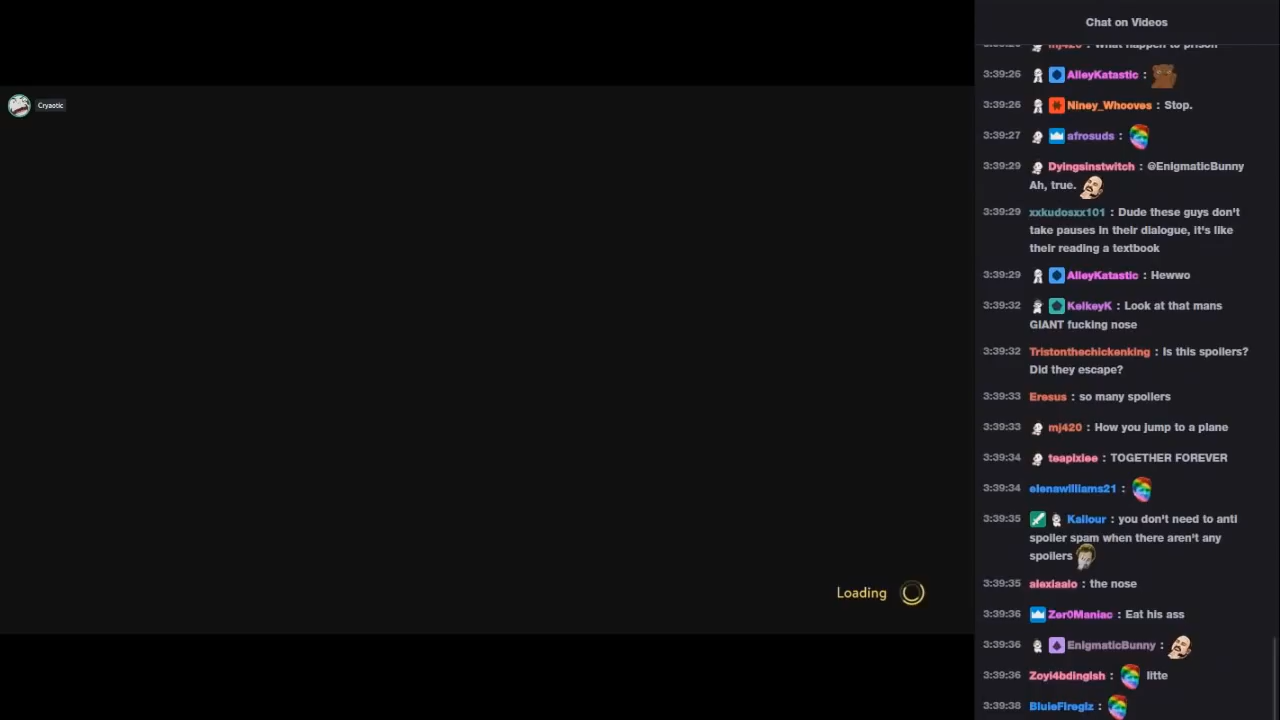 Chat on Videos
3:39:26 mj420 : What happen to prison
3:39:26 AlleyKatastic :
3:39:26 Niney_Whooves : Stop.
3:39:27 afrosuds :
3:39:29 Dyingsinstwitch : @EnigmaticBunny
Ah, true.
3:39:29 xxkudosxx101 : Dude these guys don't
take pauses in their dialogue, it's like
their reading a textbook
3:39:29 AlleyKatastic : Hewwo
3:39:32 KelkeyK : Look at that mans
GIANT fucking nose
3:39:32 Tristonthechickenking : Is this spoilers?
Did they escape?
3:39:33 Eresus : so many spoilers
3:39:33 mj420 : How you jump to a plane
3:39:34 teapixiee : TOGETHER FOREVER
3:39:34 elenawilliams21 :
3:39:35 Kallour : you don't need to anti
spoiler spam when there aren't any
spoilers
3:39:35 alexiaalo : the nose
3:39:36 Zer0Maniac : Eat his ass
3:39:36 EnigmaticBunny :
3:39:36 Zoyi4bdinglsh : litte
3:39:38 BluieFiregiz :
Cryaotic
Loading